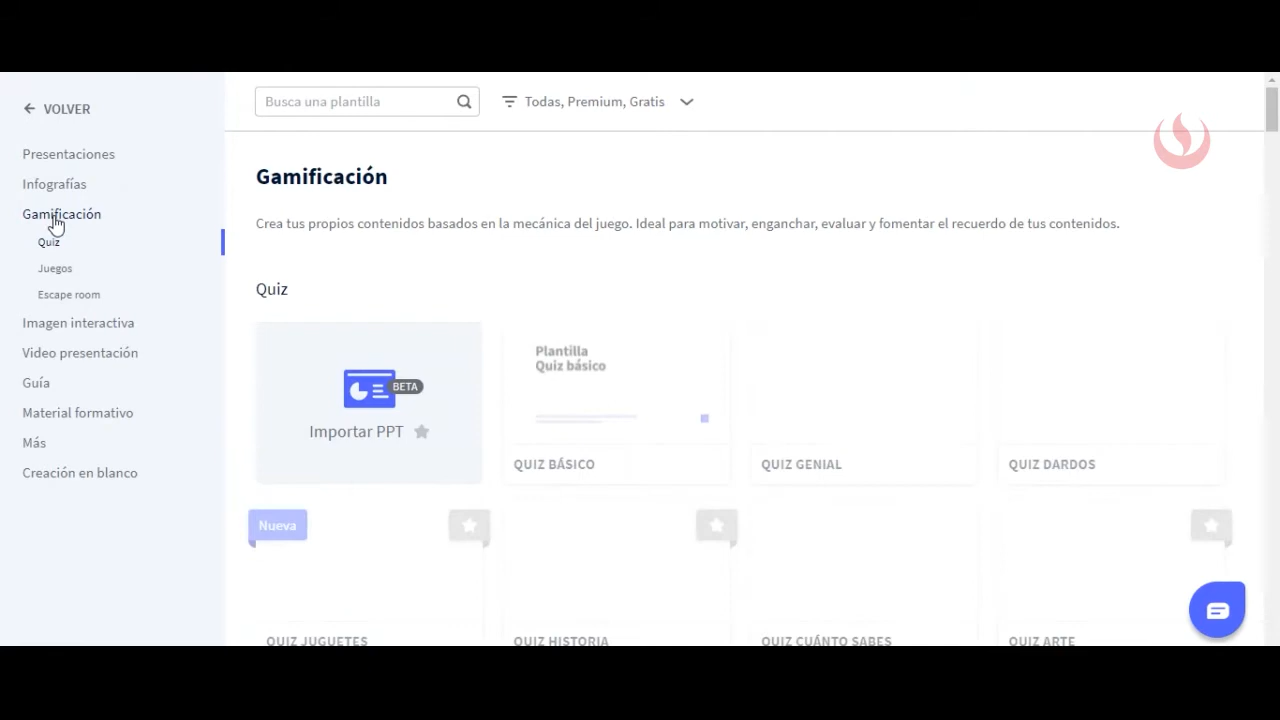 VOLVER
Busca una plantilla
Todas, Premium, Gratis
Presentaciones
Infografías
Gamificación
Quiz
Juegos
Escape room
Imagen interactiva
Video presentación
Guía
Material formativo
Más
Creación en blanco
Gamificación
Crea tus propios contenidos basados en la mecánica del juego. Ideal para motivar, enganchar, evaluar y fomentar el recuerdo de tus contenidos.
Quiz
BETA
Importar PPT
Plantilla
Quiz básico
QUIZ BÁSICO
QUIZ GENIAL
QUIZ DARDOS
Nueva
QUIZ JUGUETES
QUIZ HISTORIA
QUIZ CUÁNTO SABES
QUIZ ARTE